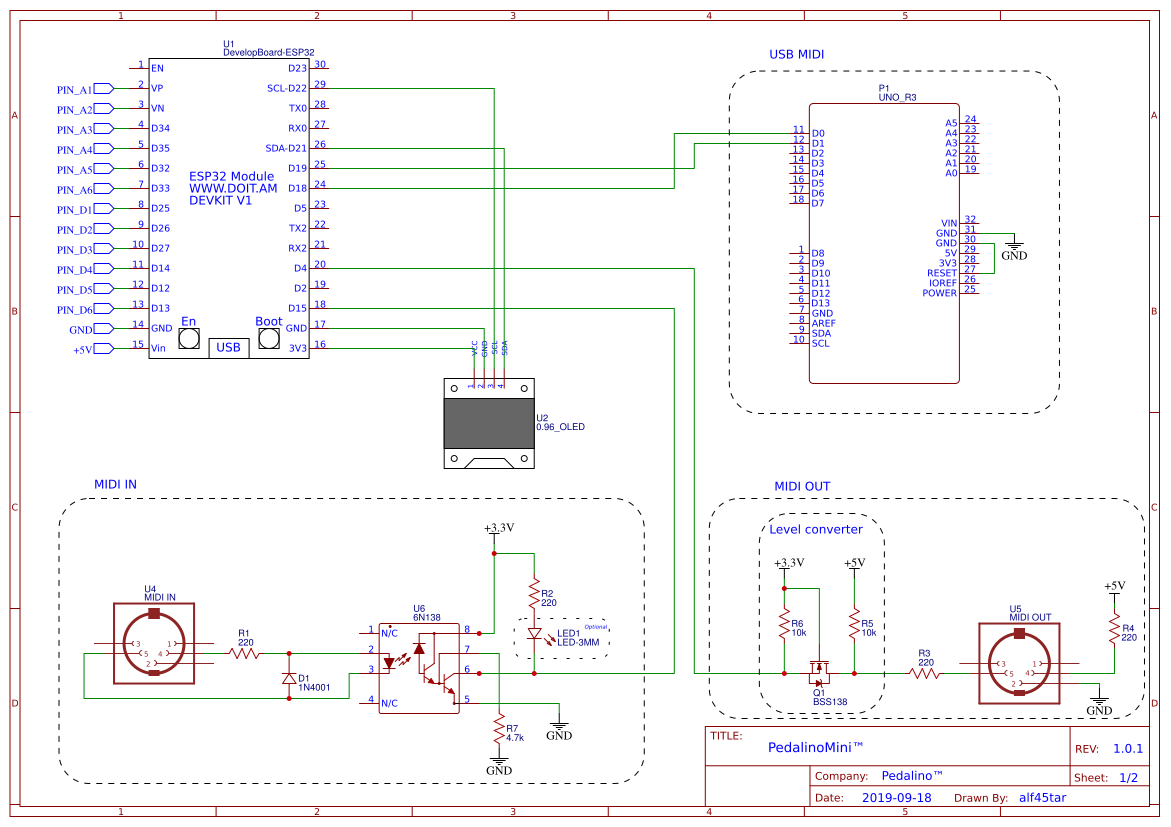 1 2 3 4 5
A
B
C
D
A
B
C
D
U1
DevelopBoard-ESP32
PIN_A1
PIN_A2
PIN_A3
PIN_A4
PIN_A5
PIN_A6
PIN_D1
PIN_D2
PIN_D3
PIN_D4
PIN_D5
PIN_D6
GND
+5V
1 EN
2 VP
3 VN
4 D34
5 D35
6 D32
7 D33
8 D25
9 D26
10 D27
11 D14
12 D12
13 D13
14 GND
15 Vin
ESP32 Module
WWW.DOIT.AM
DEVKIT V1
En
Boot
USB
D23 30
SCL-D22 29
TX0 28
RX0 27
SDA-D21 26
D19 25
D18 24
D5 23
TX2 22
RX2 21
D4 20
D2 19
D15 18
GND 17
3V3 16
VCC
GND
SCL
SDA
1
2
3
4
U2
0.96_OLED
USB MIDI
P1
UNO_R3
11 D0
12 D1
13 D2
14 D3
15 D4
16 D5
17 D6
18 D7
1 D8
2 D9
3 D10
4 D11
5 D12
6 D13
7 GND
8 AREF
9 SDA
10 SCL
A5 24
A4 23
A3 22
A2 21
A1 20
A0 19
VIN 32
GND 31
GND 30
5V 29
3V3 28
RESET 27
IOREF 26
POWER 25
GND
MIDI IN
U4
MIDI IN
3 1
5 4
2
R1
220
D1
1N4001
U6
6N138
1 N/C
2
3
4 N/C
8
7
6
5
+3.3V
R2
220
Optional
LED1
LED-3MM
R7
4.7k
GND
GND
MIDI OUT
Level converter
+3.3V
+5V
R6
10k
R5
10k
Q1
BSS138
R3
220
U5
MIDI OUT
3 1
5 4
2
+5V
R4
220
GND
TITLE:
PedalinoMini™
REV: 1.0.1
Company: Pedalino™
Sheet: 1/2
Date: 2019-09-18 Drawn By: alf45tar
1 2 3 4 5